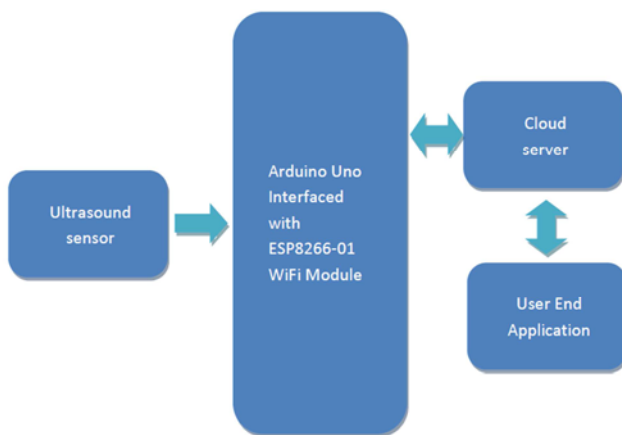 Ultrasound
sensor
Arduino Uno
Interfaced
with
ESP8266-01
WiFi Module
Cloud
server
User End
Application